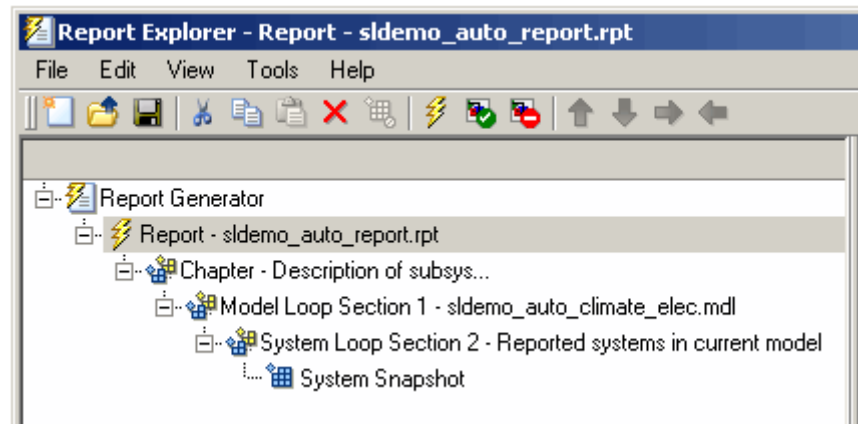 Report Explorer - Report - sldemo_auto_report.rpt
File Edit View Tools Help
Report Generator
Report - sldemo_auto_report.rpt
Chapter - Description of subsys...
Model Loop Section 1 - sldemo_auto_climate_elec.mdl
System Loop Section 2 - Reported systems in current model
System Snapshot